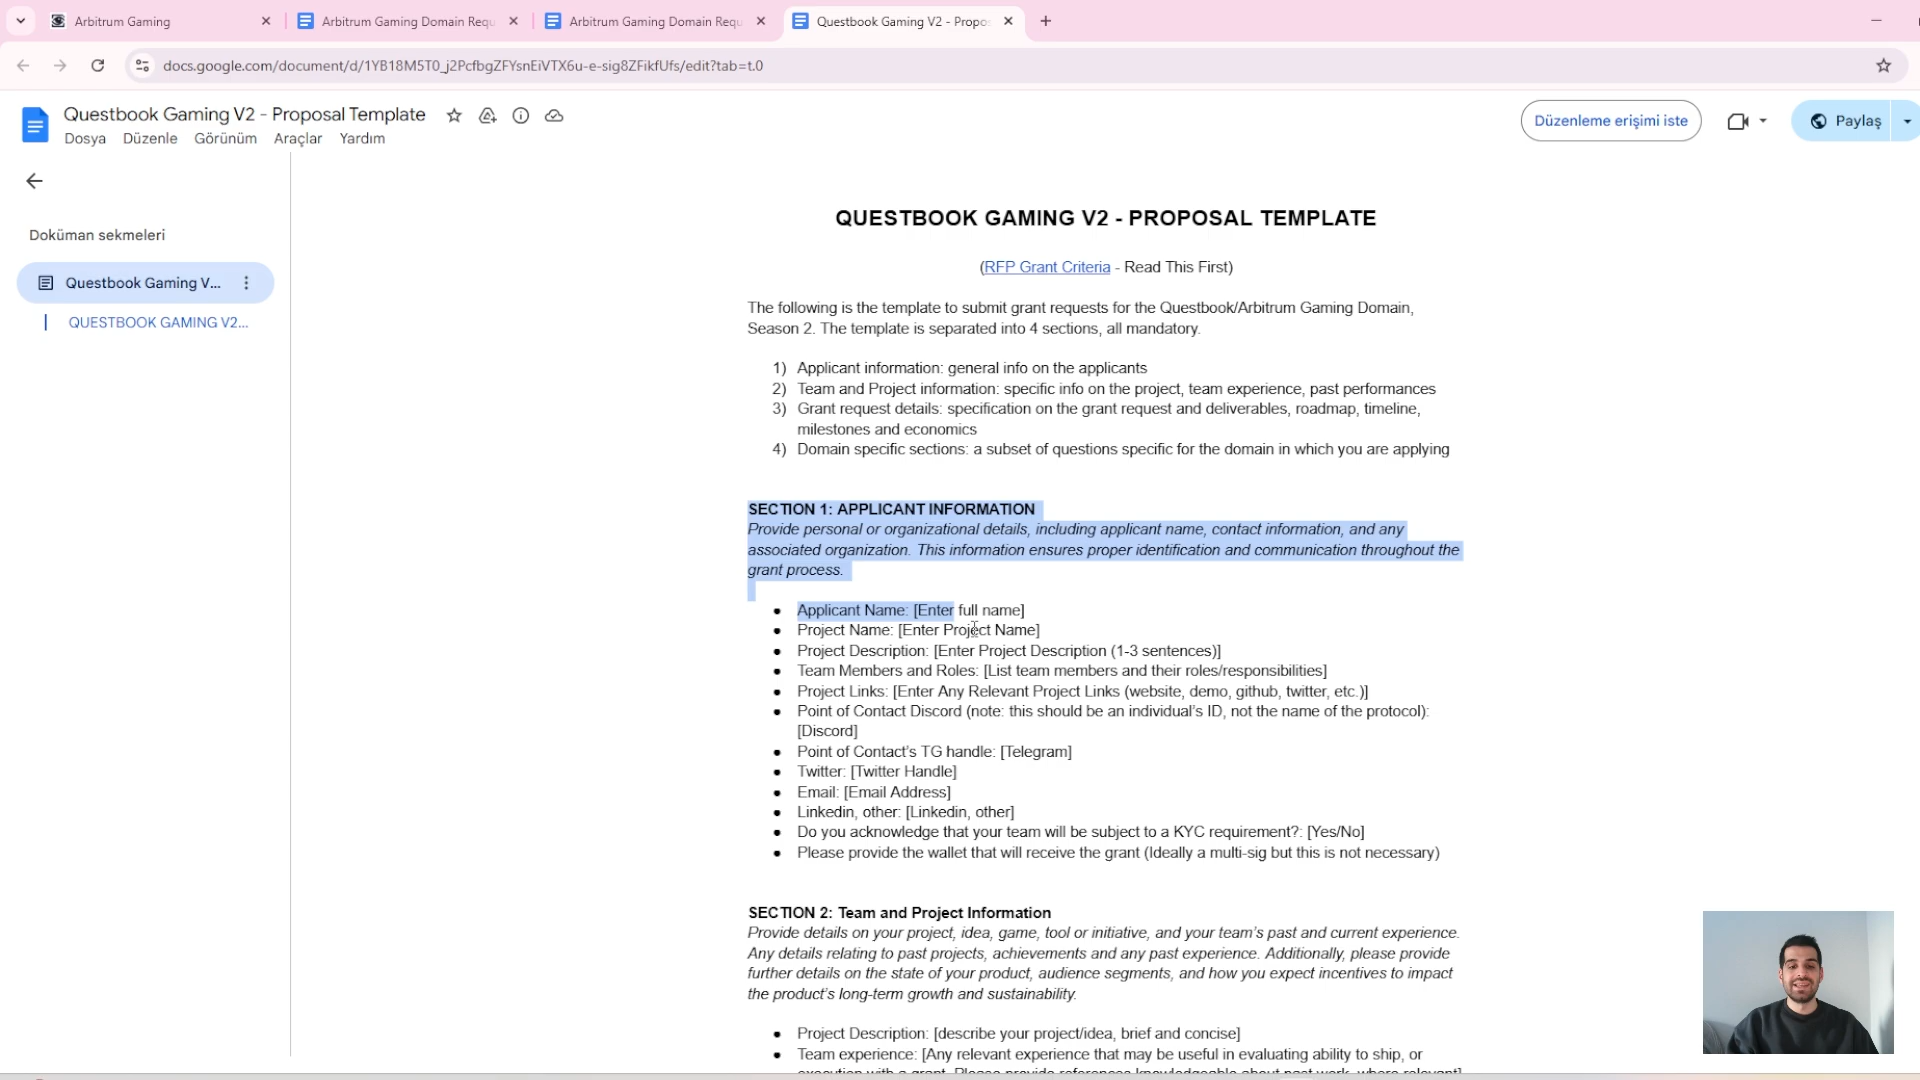 Arbitrum Gaming
Arbitrum Gaming Domain Requ
Arbitrum Gaming Domain Requ
Questbook Gaming V2 - Propos
docs.google.com/document/d/1YB18M5T0_j2PcfbgZFYsnEiVTX6u-e-sig8ZFikfUfs/edit?tab=t.0
Questbook Gaming V2 - Proposal Template
Dosya Düzenle Görünüm Araçlar Yardım
Düzenleme erişimi iste
Paylaş
Doküman sekmeleri
Questbook Gaming V...
QUESTBOOK GAMING V2...
QUESTBOOK GAMING V2 - PROPOSAL TEMPLATE
(RFP Grant Criteria - Read This First)
The following is the template to submit grant requests for the Questbook/Arbitrum Gaming Domain,
Season 2. The template is separated into 4 sections, all mandatory.
1) Applicant information: general info on the applicants
2) Team and Project information: specific info on the project, team experience, past performances
3) Grant request details: specification on the grant request and deliverables, roadmap, timeline,
milestones and economics
4) Domain specific sections: a subset of questions specific for the domain in which you are applying
SECTION 1: APPLICANT INFORMATION
Provide personal or organizational details, including applicant name, contact information, and any
associated organization. This information ensures proper identification and communication throughout the
grant process.
● Applicant Name: [Enter full name]
● Project Name: [Enter Project Name]
● Project Description: [Enter Project Description (1-3 sentences)]
● Team Members and Roles: [List team members and their roles/responsibilities]
● Project Links: [Enter Any Relevant Project Links (website, demo, github, twitter, etc.)]
● Point of Contact Discord (note: this should be an individual's ID, not the name of the protocol):
[Discord]
● Point of Contact's TG handle: [Telegram]
● Twitter: [Twitter Handle]
● Email: [Email Address]
● Linkedin, other: [Linkedin, other]
● Do you acknowledge that your team will be subject to a KYC requirement?: [Yes/No]
● Please provide the wallet that will receive the grant (Ideally a multi-sig but this is not necessary)
SECTION 2: Team and Project Information
Provide details on your project, idea, game, tool or initiative, and your team's past and current experience.
Any details relating to past projects, achievements and any past experience. Additionally, please provide
further details on the state of your product, audience segments, and how you expect incentives to impact
the product's long-term growth and sustainability.
● Project Description: [describe your project/idea, brief and concise]
● Team experience: [Any relevant experience that may be useful in evaluating ability to ship, or
execution with a grant. Please provide references knowledgeable about past work, where relevant]